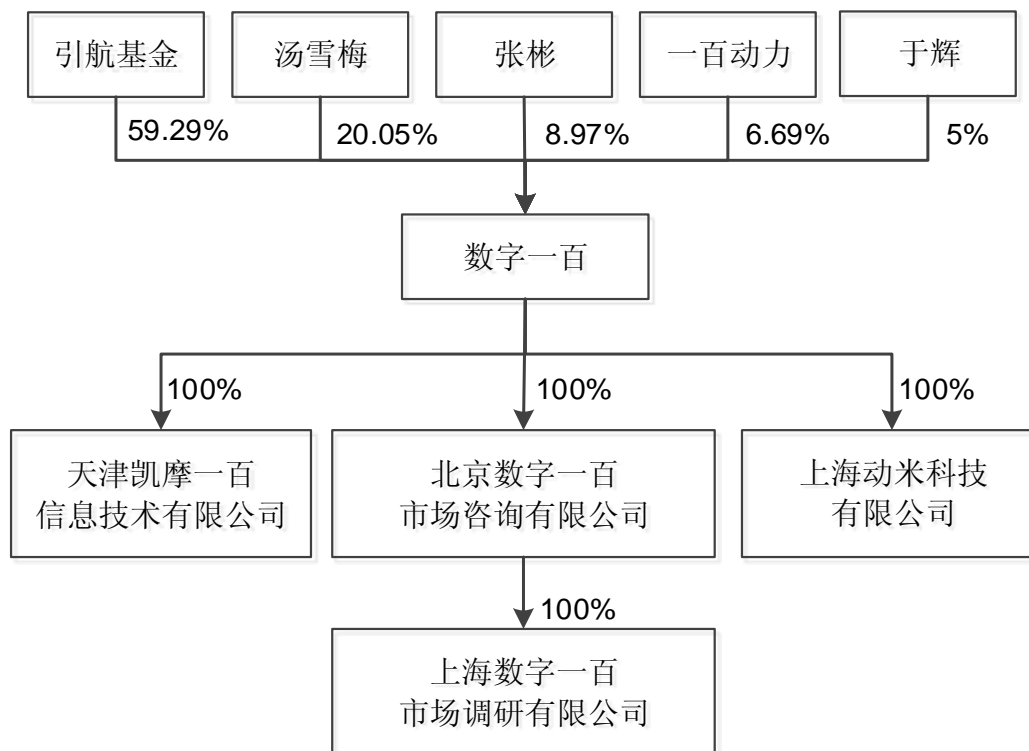 引航基金
汤雪梅
张彬
一百动力
于辉
59.29%
20.05%
8.97%
6.69%
5%
数字一百
100%
100%
100%
天津凯摩一百
信息技术有限公司
北京数字一百
市场咨询有限公司
上海动米科技
有限公司
100%
上海数字一百
市场调研有限公司